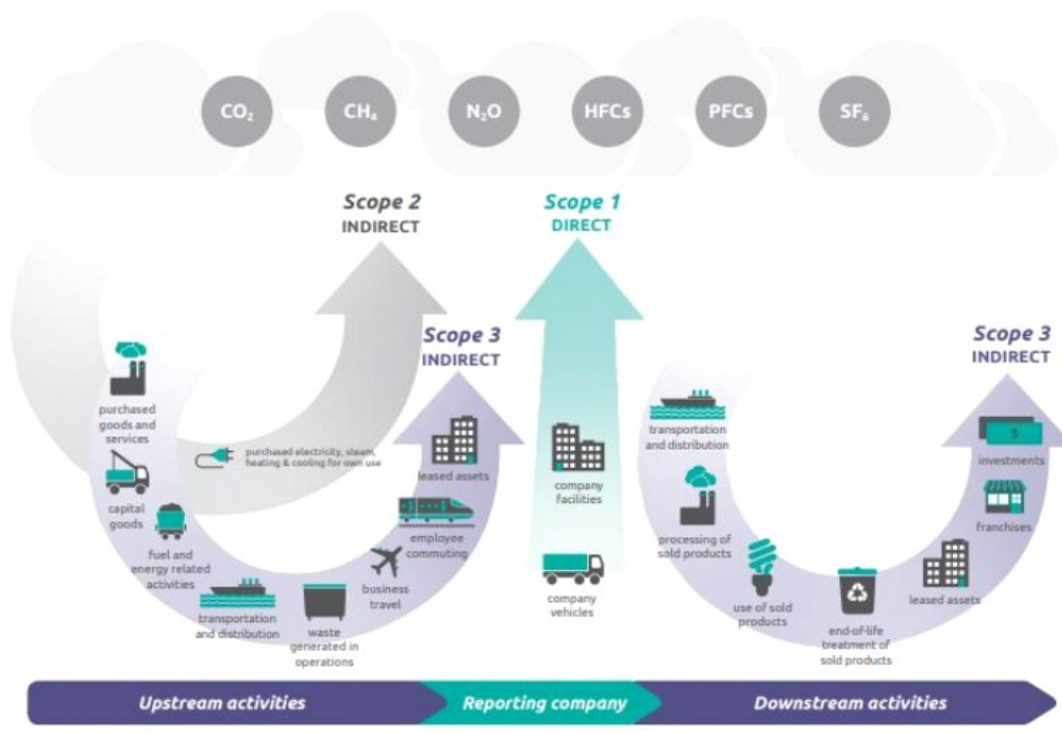 CO₂
CH₄
N₂O
HFCs
PFCs
SF₆
Scope 2
INDIRECT
Scope 1
DIRECT
Scope 3
INDIRECT
Scope 3
INDIRECT
purchased
goods and
services
capital
goods
fuel and
energy related
activities
transportation
and distribution
waste
generated in
operations
business
travel
employee
commuting
leased assets
purchased electricity, steam,
heating & cooling for own use
company
facilities
company
vehicles
transportation
and distribution
processing of
sold products
use of sold
products
end-of-life
treatment of
sold products
leased assets
franchises
$
investments
Upstream activities
Reporting company
Downstream activities